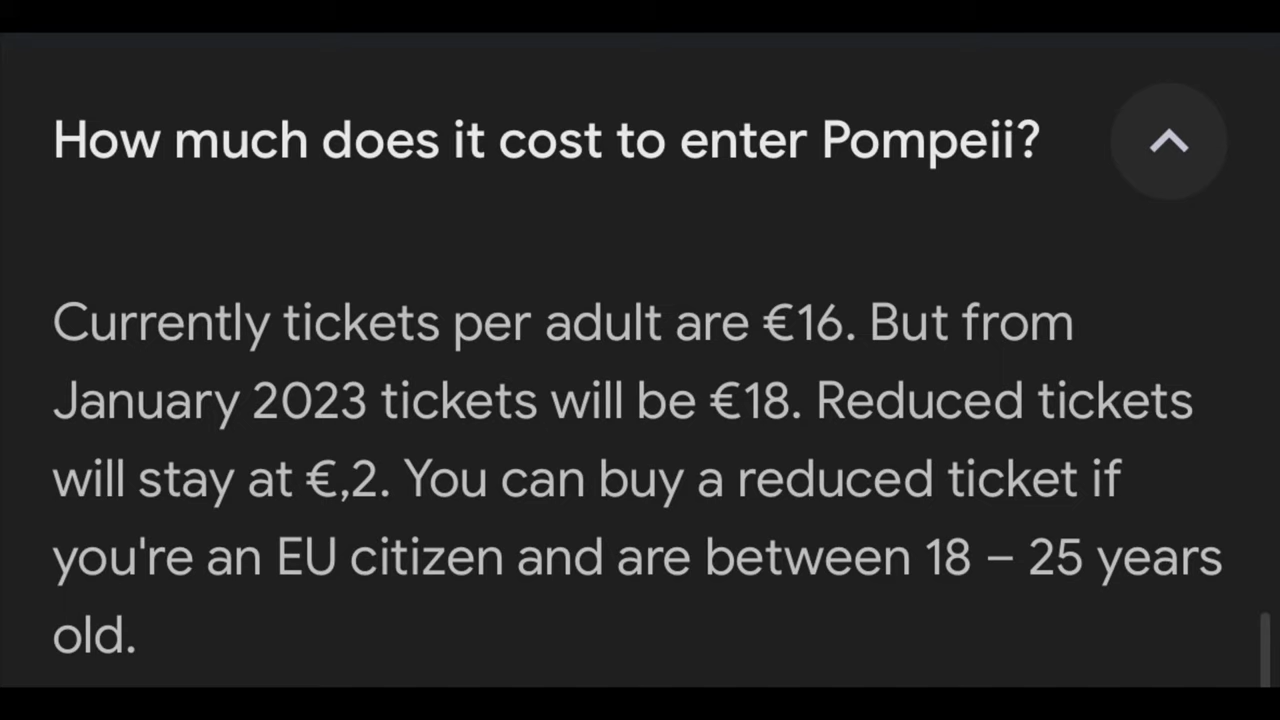 How much does it cost to enter Pompeii?
Currently tickets per adult are €16. But from
January 2023 tickets will be €18. Reduced tickets
will stay at €,2. You can buy a reduced ticket if
you're an EU citizen and are between 18 – 25 years
old.